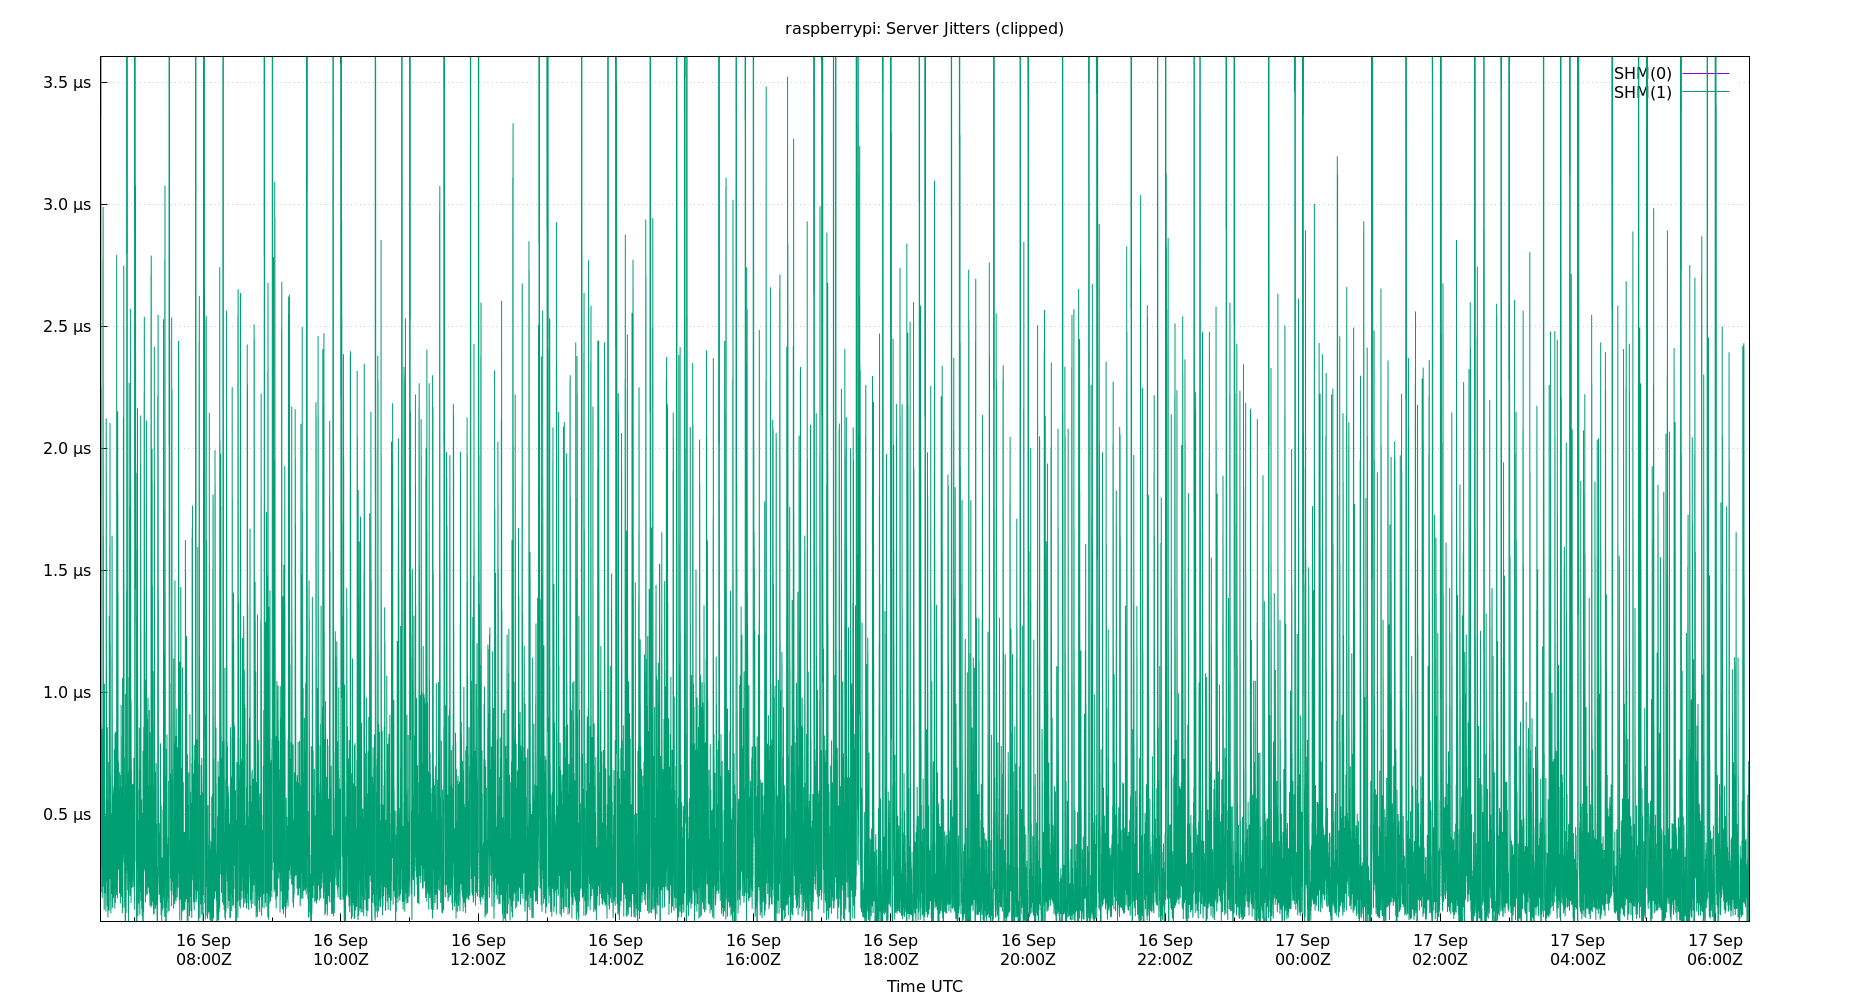 raspberrypi: Server Jitters (clipped)
SHM(0)
SHM(1)
3.5 µs
3.0 µs
2.5 µs
2.0 µs
1.5 µs
1.0 µs
0.5 µs
16 Sep 16 Sep 16 Sep 16 Sep 16 Sep 16 Sep 16 Sep 16 Sep 17 Sep 17 Sep 17 Sep 17 Sep
08:00Z 10:00Z 12:00Z 14:00Z 16:00Z 18:00Z 20:00Z 22:00Z 00:00Z 02:00Z 04:00Z 06:00Z
Time UTC